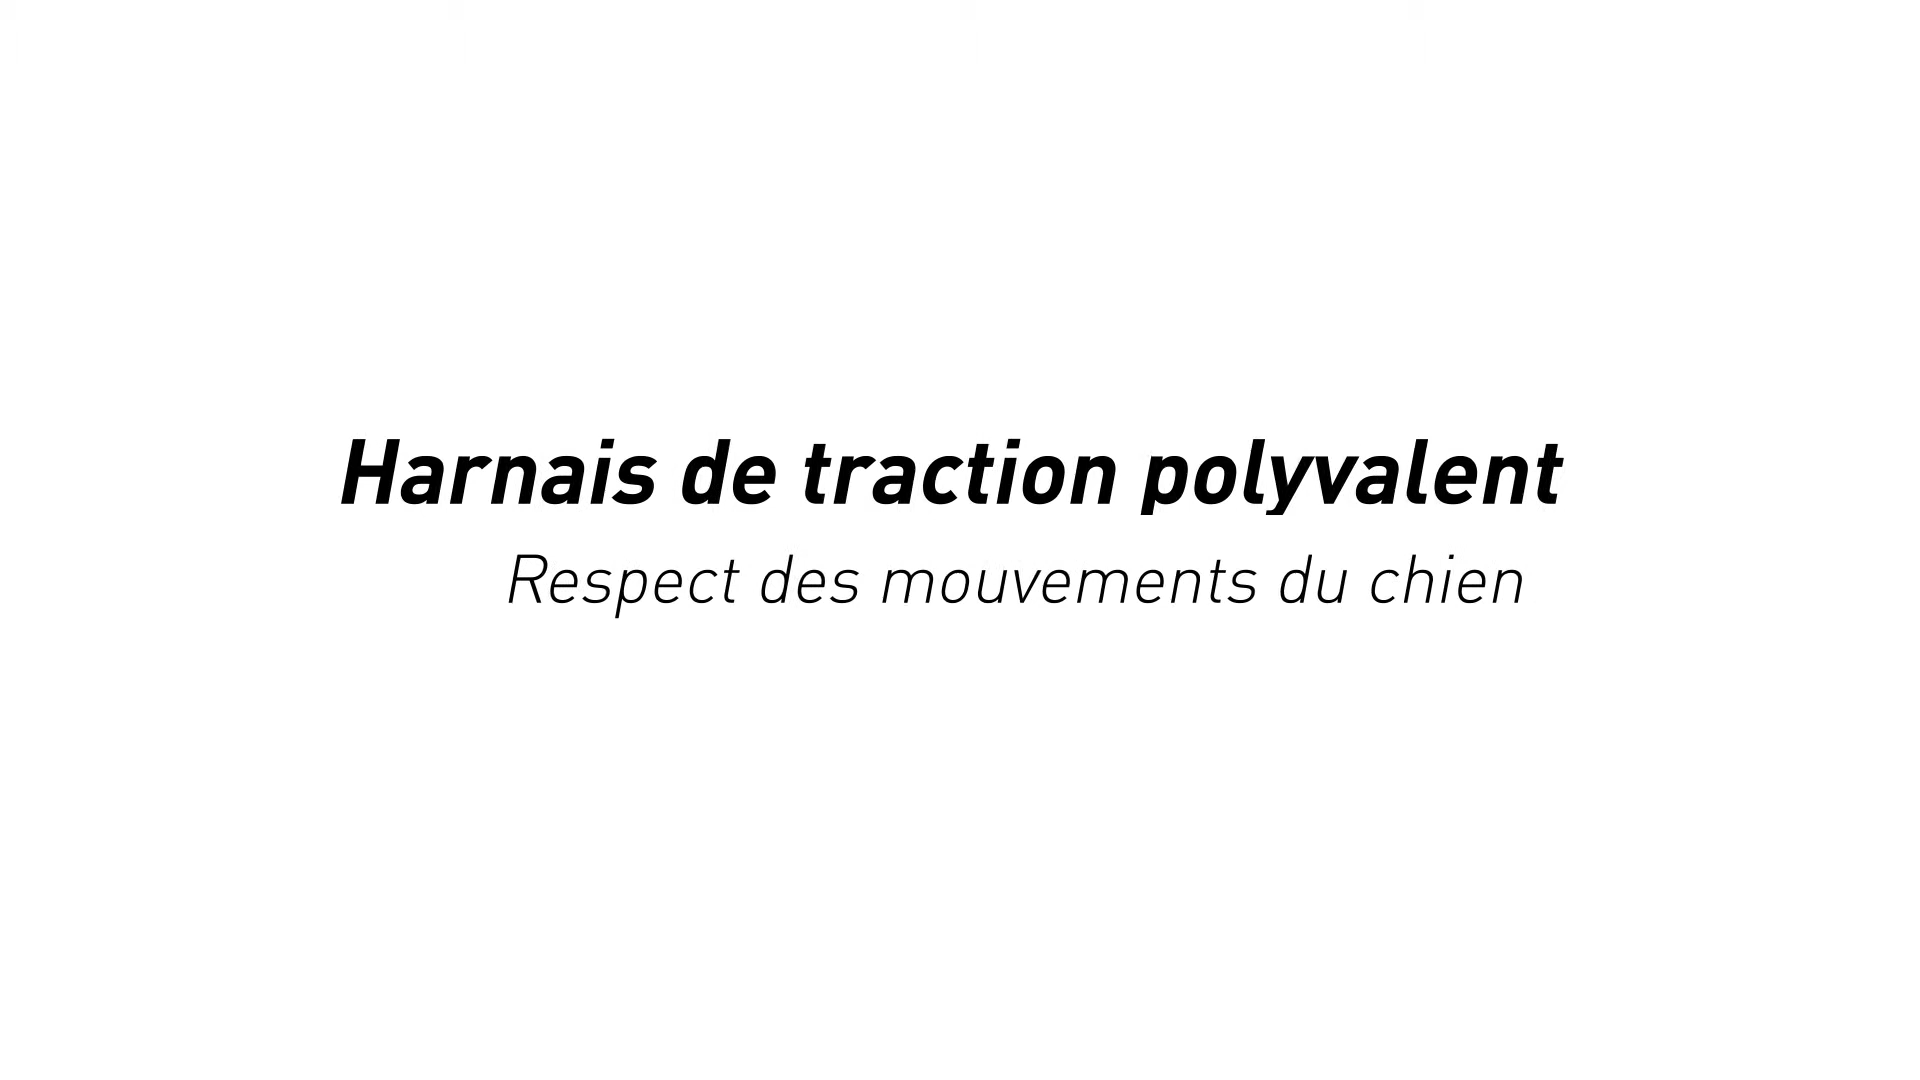 Harnais de traction polyvalent
Respect des mouvements du chien